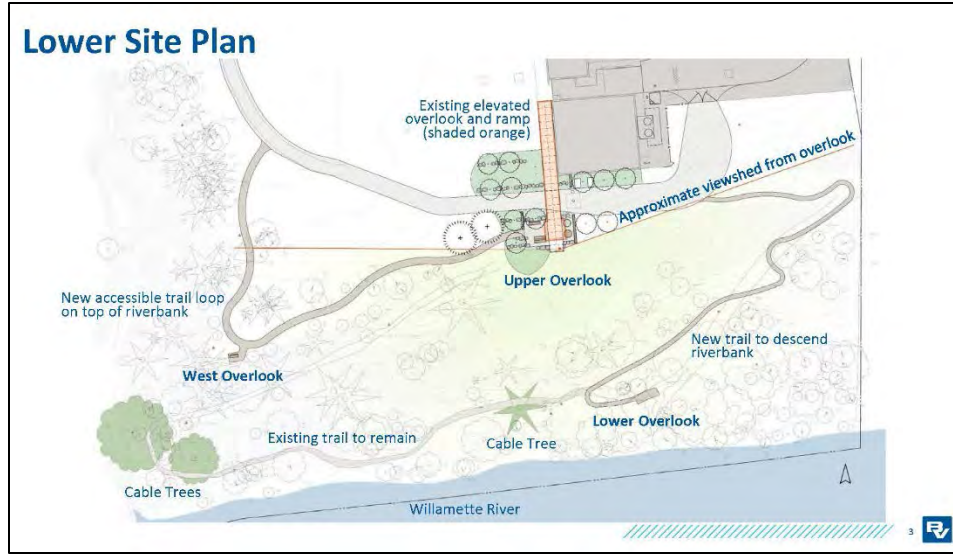 Lower Site Plan
Existing elevated
overlook and ramp
(shaded orange)
Approximate viewshed from overlook
Upper Overlook
New accessible trail loop
on top of riverbank
New trail to descend
riverbank
West Overlook
Lower Overlook
Existing trail to remain
Cable Tree
Cable Trees
Willamette River
3
BV